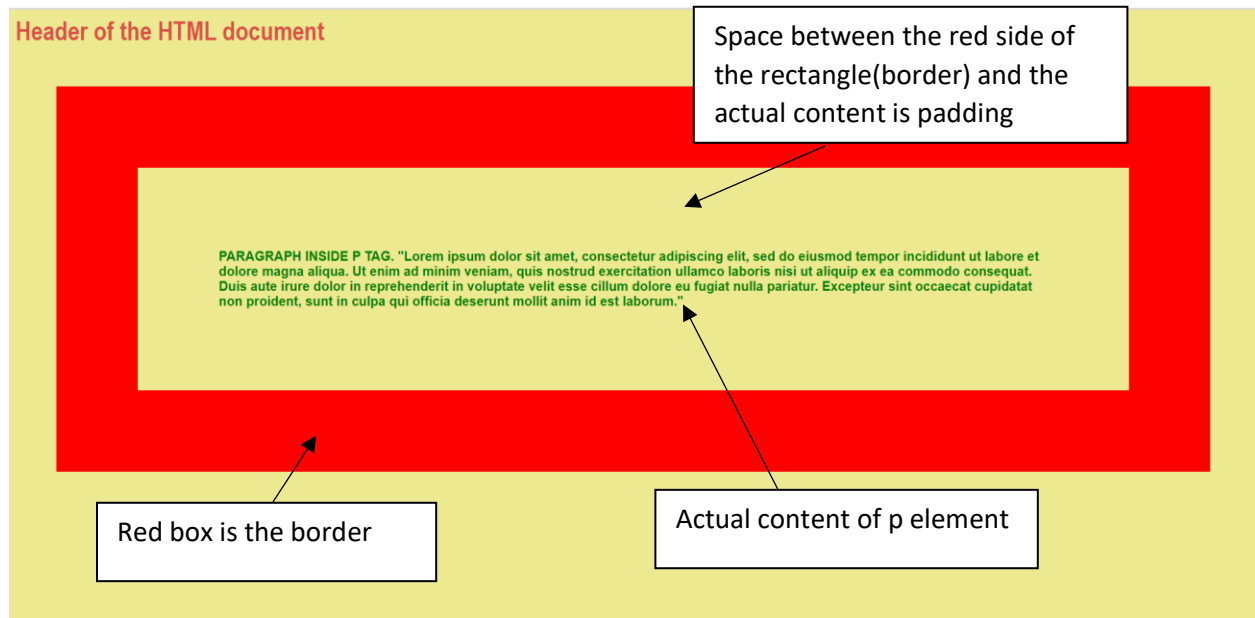 Header of the HTML document
Space between the red side of
the rectangle(border) and the
actual content is padding
PARAGRAPH INSIDE P TAG. "Lorem ipsum dolor sit amet, consectetur adipiscing elit, sed do eiusmod tempor incididunt ut labore et
dolore magna aliqua. Ut enim ad minim veniam, quis nostrud exercitation ullamco laboris nisi ut aliquip ex ea commodo consequat.
Duis aute irure dolor in reprehenderit in voluptate velit esse cillum dolore eu fugiat nulla pariatur. Excepteur sint occaecat cupidatat
non proident, sunt in culpa qui officia deserunt mollit anim id est laborum."
Red box is the border
Actual content of p element